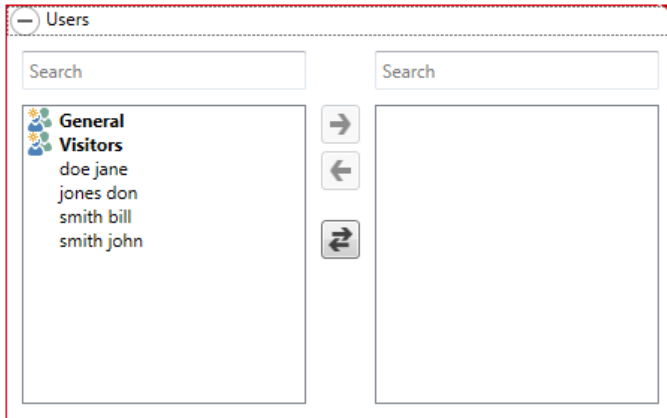 Users
Search
Search
General
Visitors
doe jane
jones don
smith bill
smith john